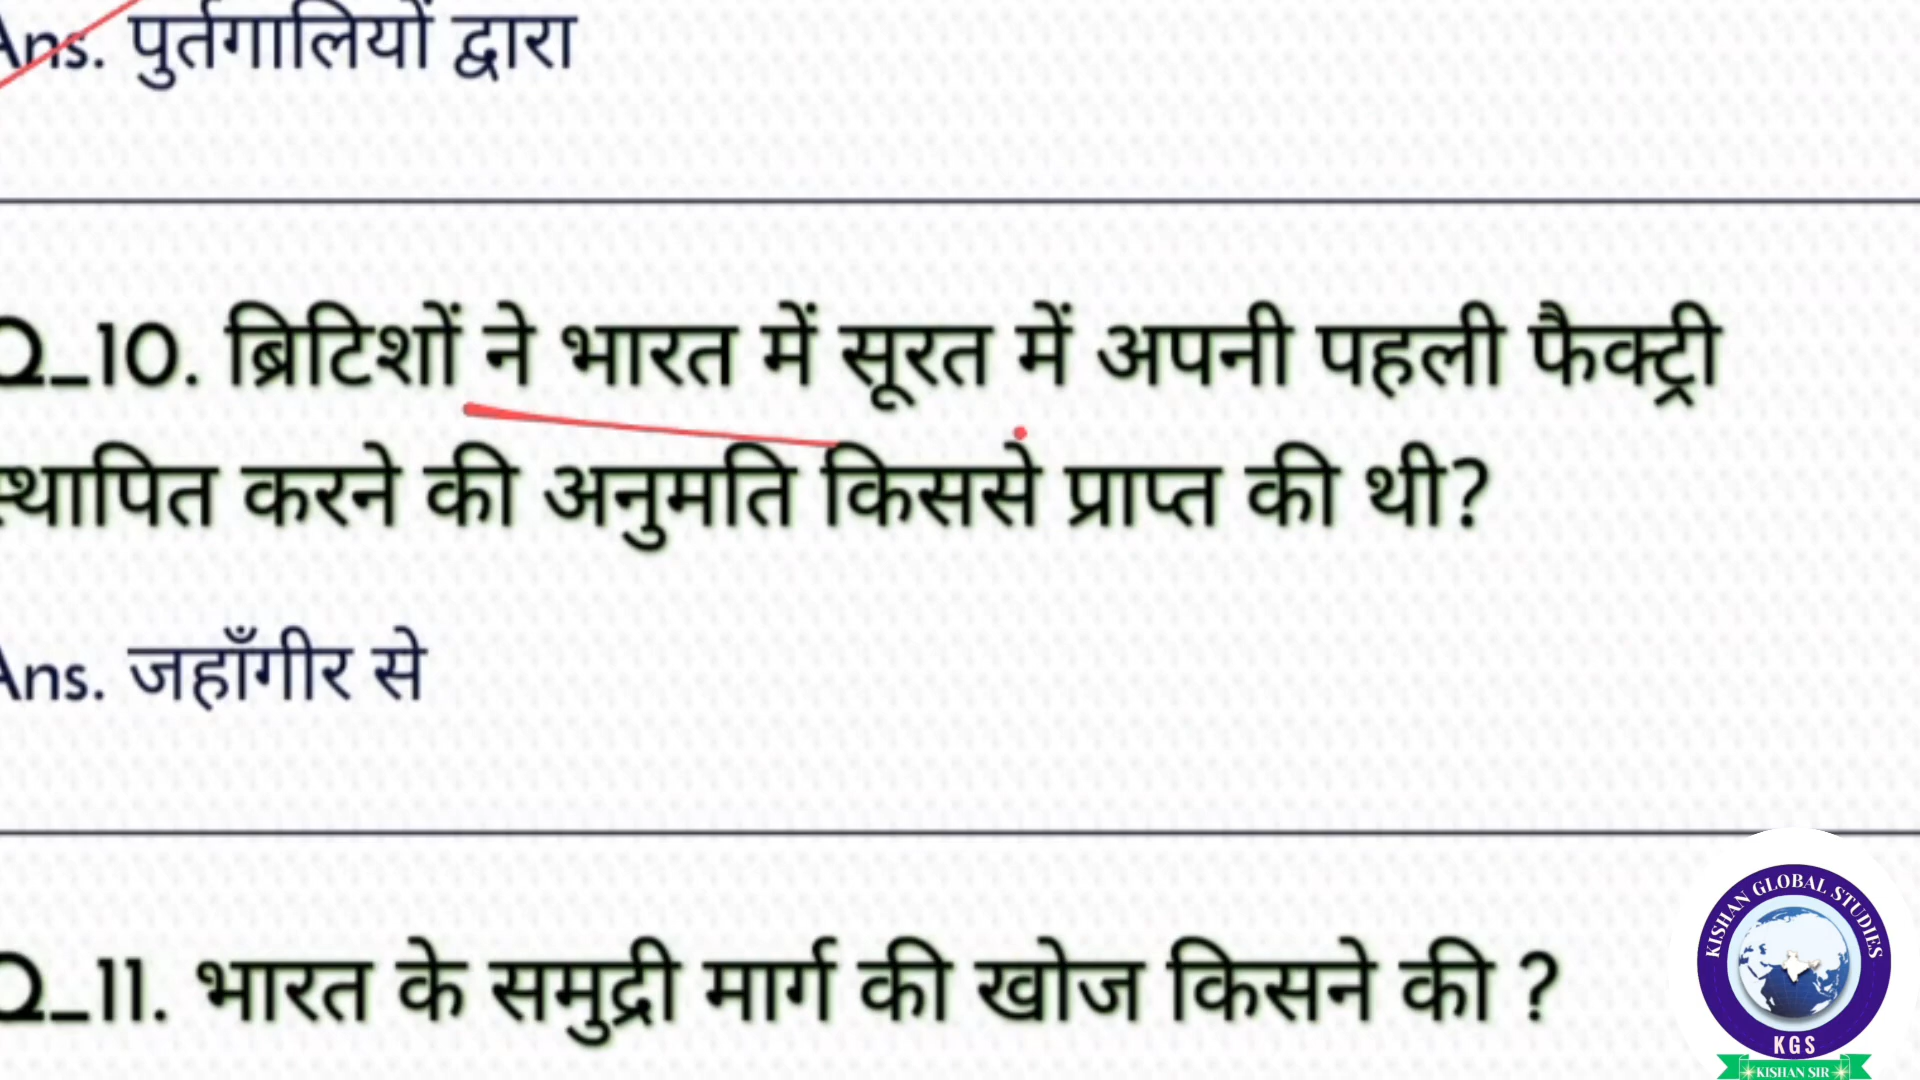 Ans. पुर्तगालियों द्वारा
Q_10. ब्रिटिशों ने भारत में सूरत में अपनी पहली फैक्ट्री
स्थापित करने की अनुमति किससे प्राप्त की थी?
Ans. जहाँगीर से
Q_11. भारत के समुद्री मार्ग की खोज किसने की ?
KISHAN GLOBAL STUDIES
KGS
KISHAN SIR